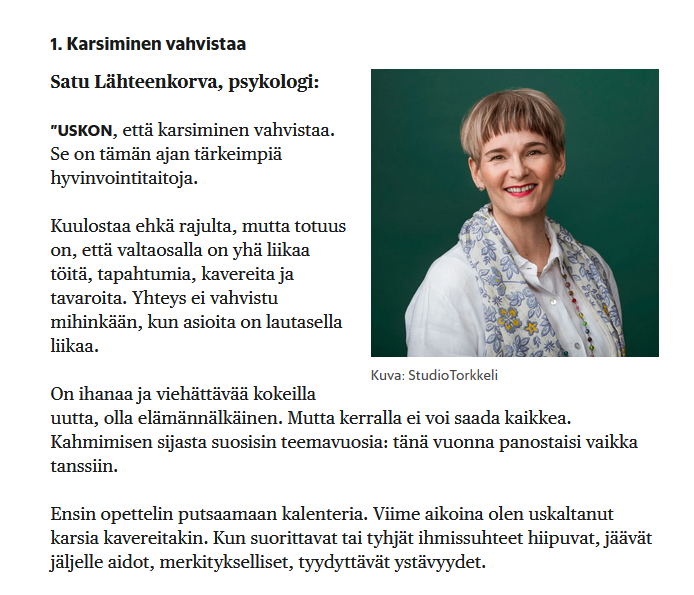 1. Karsiminen vahvistaa
Satu Lähteenkorva, psykologi:
”USKON, että karsiminen vahvistaa.
Se on tämän ajan tärkeimpiä
hyvinvointitaitoja.
Kuulostaa ehkä rajulta, mutta totuus
on, että valtaosalla on yhä liikaa
töitä, tapahtumia, kavereita ja
tavaroita. Yhteys ei vahvistu
mihinkään, kun asioita on lautasella
liikaa.
Kuva: StudioTorkkeli
On ihanaa ja viehättävää kokeilla
uutta, olla elämännälkäinen. Mutta kerralla ei voi saada kaikkea.
Kahmimisen sijasta suosisin teemavuosia: tänä vuonna panostaisi vaikka
tanssiin.
Ensin opettelin putsaamaan kalenteria. Viime aikoina olen uskaltanut
karsia kavereitakin. Kun suorittavat tai tyhjät ihmissuhteet hiipuvat, jäävät
jäljelle aidot, merkitykselliset, tyydyttävät ystävyydet.